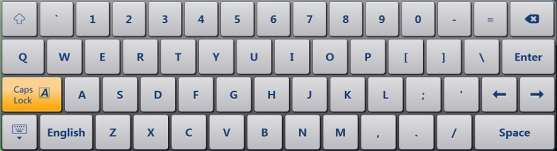 ` 1 2 3 4 5 6 7 8 9 0 - =
Q W E R T Y U I O P [ ] \ Enter
Caps Lock A A S D F G H J K L ; '
English Z X C V B N M , . / Space